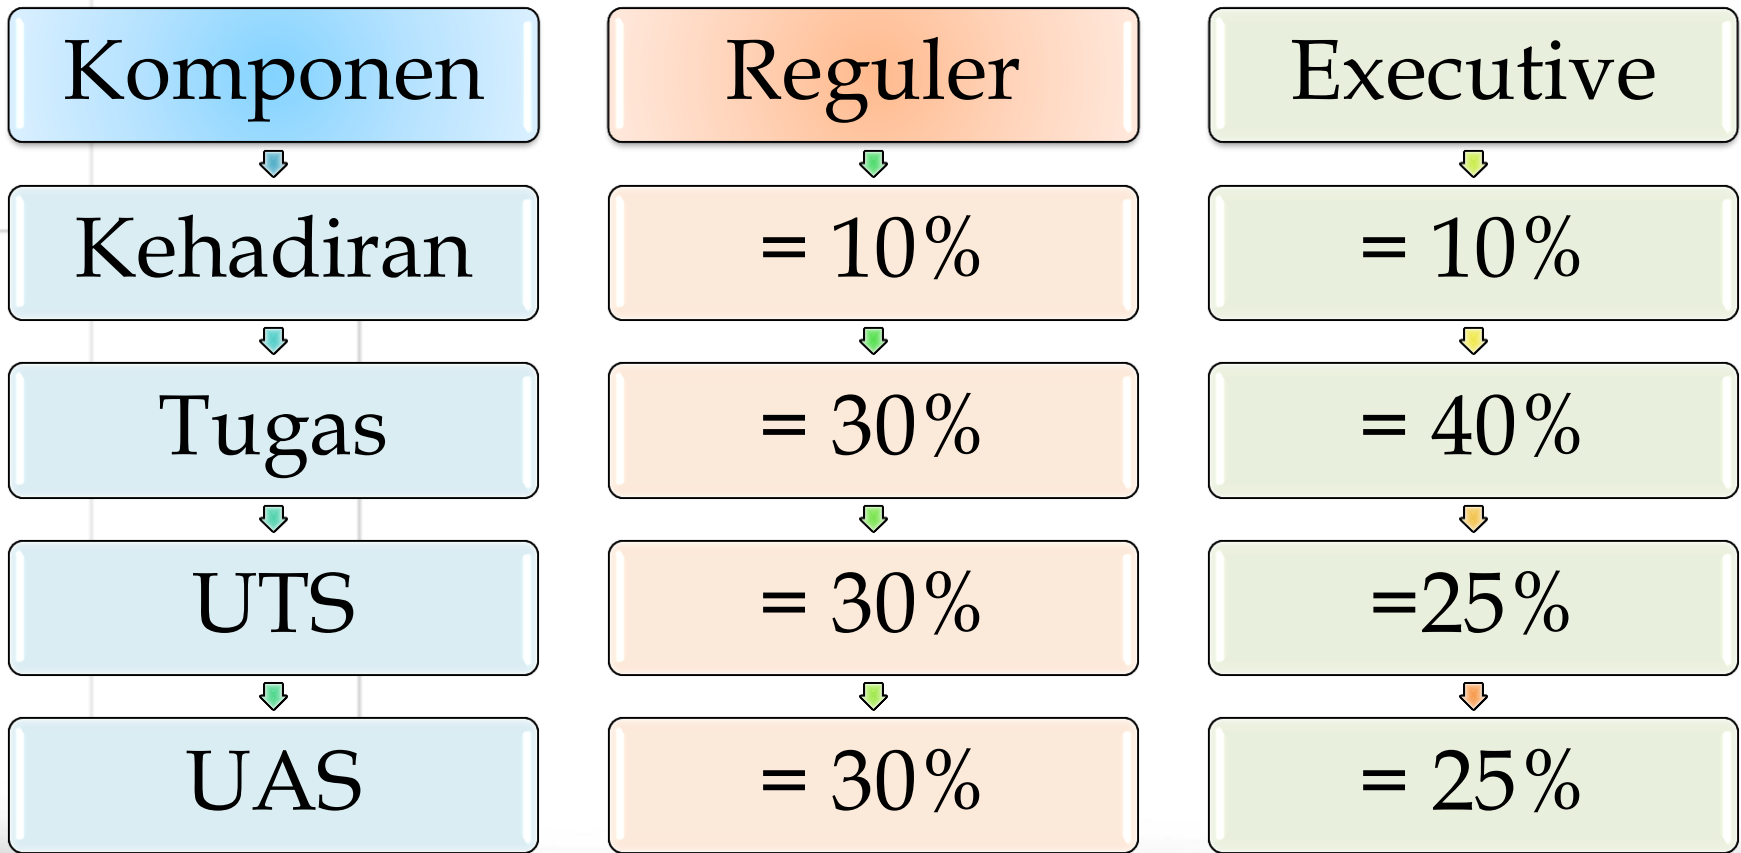 Komponen Reguler Executive
Kehadiran = 10% = 10%
Tugas = 30% = 40%
UTS = 30% =25%
UAS = 30% = 25%